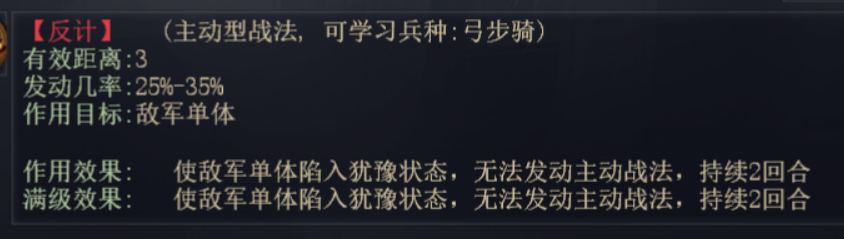 【反计】 (主动型战法, 可学习兵种:弓步骑)
有效距离:3
发动几率:25%-35%
作用目标:敌军单体
作用效果: 使敌军单体陷入犹豫状态，无法发动主动战法，持续2回合
满级效果: 使敌军单体陷入犹豫状态，无法发动主动战法，持续2回合